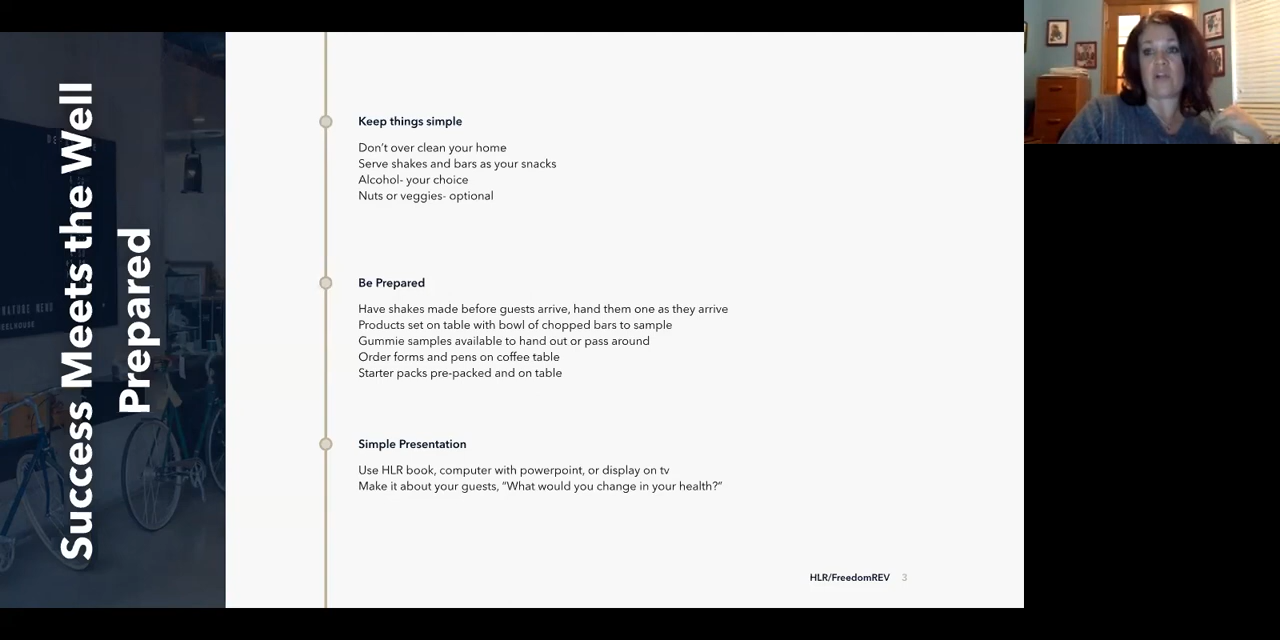 Success Meets the Well
Prepared
Keep things simple
Don’t over clean your home
Serve shakes and bars as your snacks
Alcohol- your choice
Nuts or veggies- optional
Be Prepared
Have shakes made before guests arrive, hand them one as they arrive
Products set on table with bowl of chopped bars to sample
Gummie samples available to hand out or pass around
Order forms and pens on coffee table
Starter packs pre-packed and on table
Simple Presentation
Use HLR book, computer with powerpoint, or display on tv
Make it about your guests, “What would you change in your health?”
HLR/FreedomREV 3